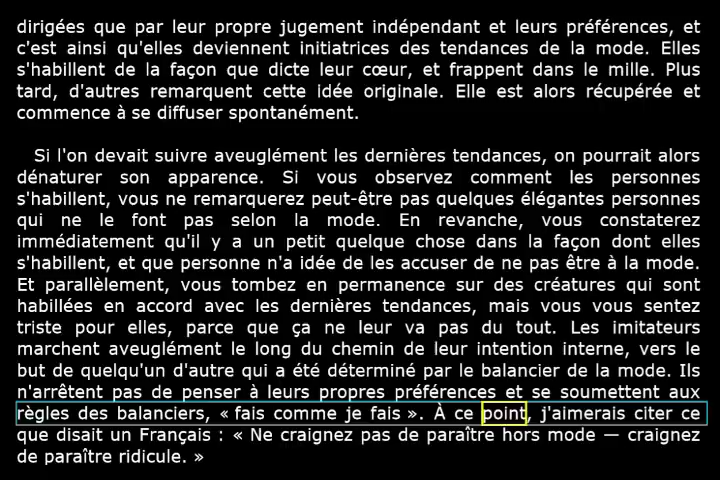 dirigées que par leur propre jugement indépendant et leurs préférences, et
c'est ainsi qu'elles deviennent initiatrices des tendances de la mode. Elles
s'habillent de la façon que dicte leur cœur, et frappent dans le mille. Plus
tard, d'autres remarquent cette idée originale. Elle est alors récupérée et
commence à se diffuser spontanément.
Si l'on devait suivre aveuglément les dernières tendances, on pourrait alors
dénaturer son apparence. Si vous observez comment les personnes
s'habillent, vous ne remarquerez peut-être pas quelques élégantes personnes
qui ne le font pas selon la mode. En revanche, vous constaterez
immédiatement qu'il y a un petit quelque chose dans la façon dont elles
s'habillent, et que personne n'a idée de les accuser de ne pas être à la mode.
Et parallèlement, vous tombez en permanence sur des créatures qui sont
habillées en accord avec les dernières tendances, mais vous vous sentez
triste pour elles, parce que ça ne leur va pas du tout. Les imitateurs
marchent aveuglément le long du chemin de leur intention interne, vers le
but de quelqu'un d'autre qui a été déterminé par le balancier de la mode. Ils
n'arrêtent pas de penser à leurs propres préférences et se soumettent aux
règles des balanciers, « fais comme je fais ». À ce point, j'aimerais citer ce
que disait un Français : « Ne craignez pas de paraître hors mode — craignez
de paraître ridicule. »